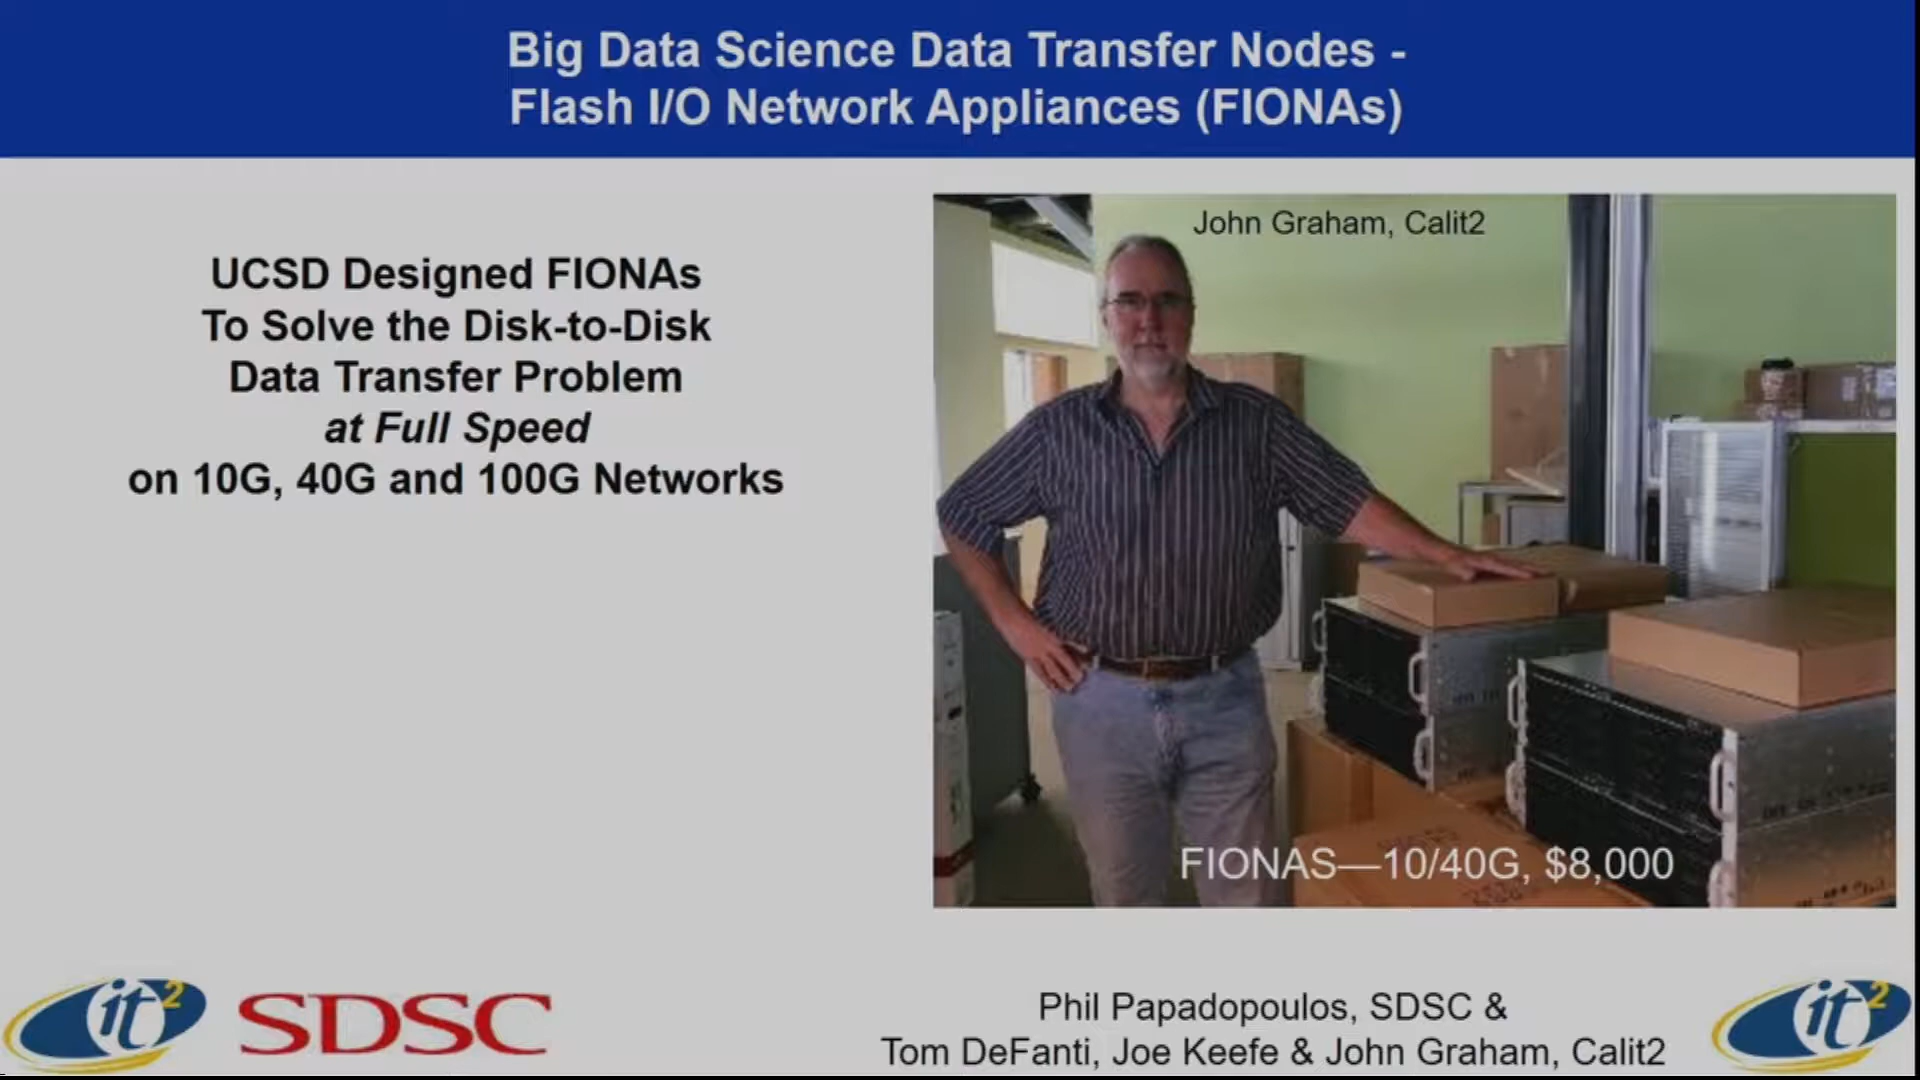 Big Data Science Data Transfer Nodes -
Flash I/O Network Appliances (FIONAs)
UCSD Designed FIONAs
To Solve the Disk-to-Disk
Data Transfer Problem
at Full Speed
on 10G, 40G and 100G Networks
John Graham, Calit2
FIONAS—10/40G, $8,000
it2
SDSC
Phil Papadopoulos, SDSC &
Tom DeFanti, Joe Keefe & John Graham, Calit2
it2